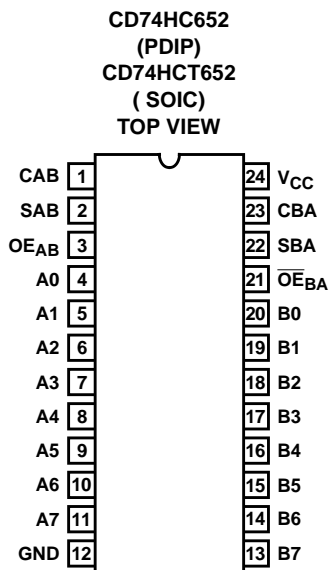 CD74HC652
(PDIP)
CD74HCT652
( SOIC)
TOP VIEW
CAB 1 24 VCC
SAB 2 23 CBA
OEAB 3 22 SBA
A0 4 21 O̅E̅BA
A1 5 20 B0
A2 6 19 B1
A3 7 18 B2
A4 8 17 B3
A5 9 16 B4
A6 10 15 B5
A7 11 14 B6
GND 12 13 B7